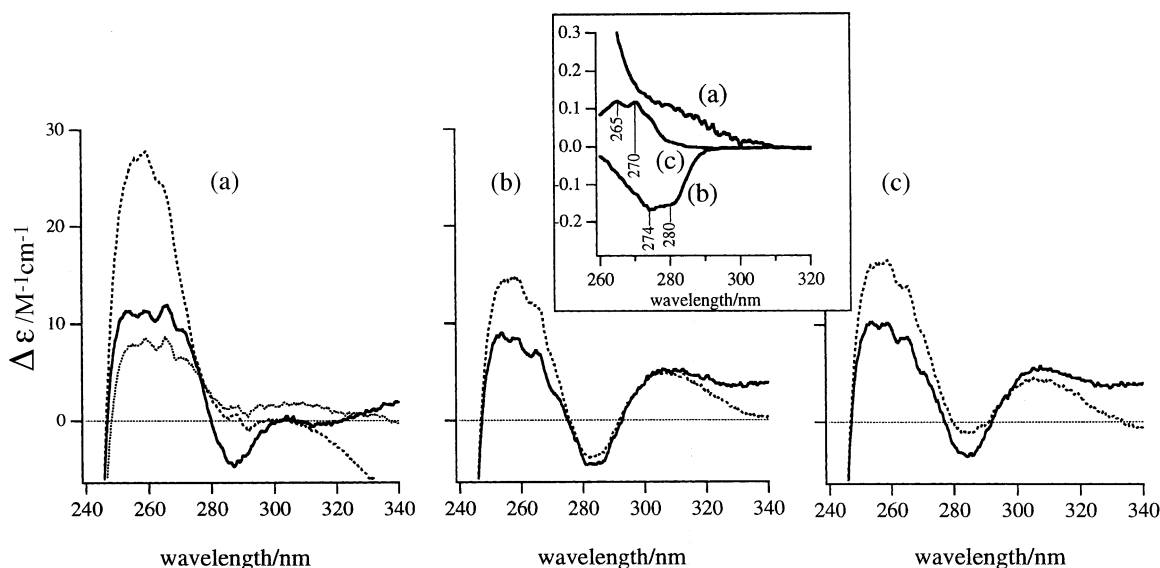 0.3
0.2
0.1
0.0
-0.1
-0.2
(a)
(c)
(b)
265
270
274
280
260 280 300 320
wavelength/nm
30
20
10
0
Δ ε /M-1cm-1
(a)
(b)
(c)
240 260 280 300 320 340
240 260 280 300 320 340
240 260 280 300 320 340
wavelength/nm
wavelength/nm
wavelength/nm